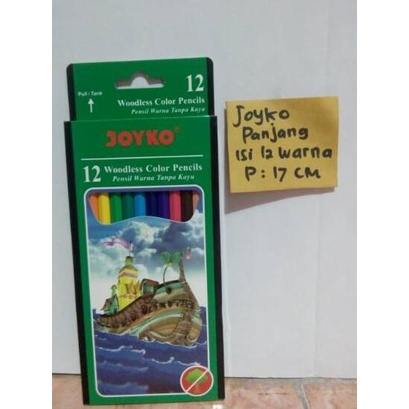 Pull / Tarik
12
Woodless Color Pencils
Pensil Warna Tanpa Kayu
JOYKO
12 Woodless Color Pencils
Pensil Warna Tanpa Kayu
Joyko
Panjang
isi 12 warna
P : 17 CM